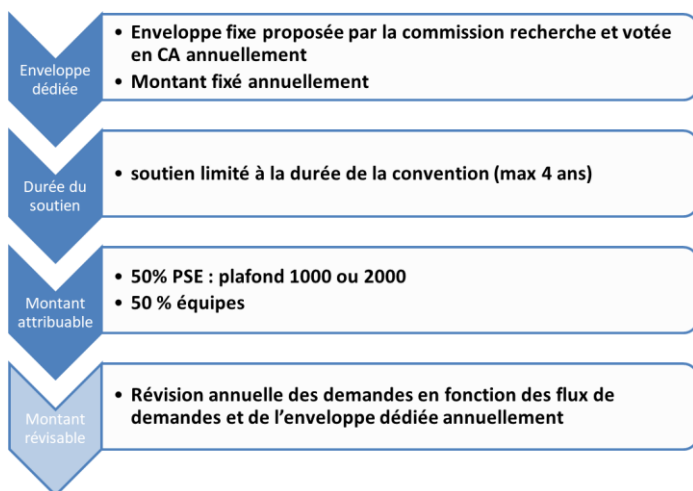 Enveloppe
dédiée
• Enveloppe fixe proposée par la commission recherche et votée
en CA annuellement
• Montant fixé annuellement
Durée du
soutien
• soutien limité à la durée de la convention (max 4 ans)
Montant
attribuable
• 50% PSE : plafond 1000 ou 2000
• 50 % équipes
Montant
révisable
• Révision annuelle des demandes en fonction des flux de
demandes et de l’enveloppe dédiée annuellement